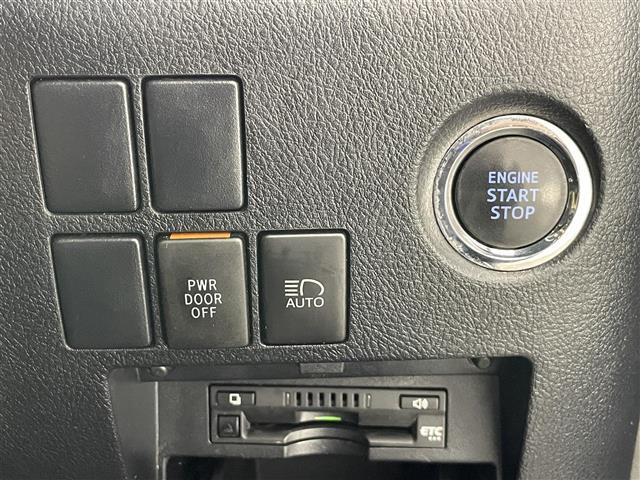 ENGINE
START
STOP
PWR
DOOR
OFF
AUTO
ETC